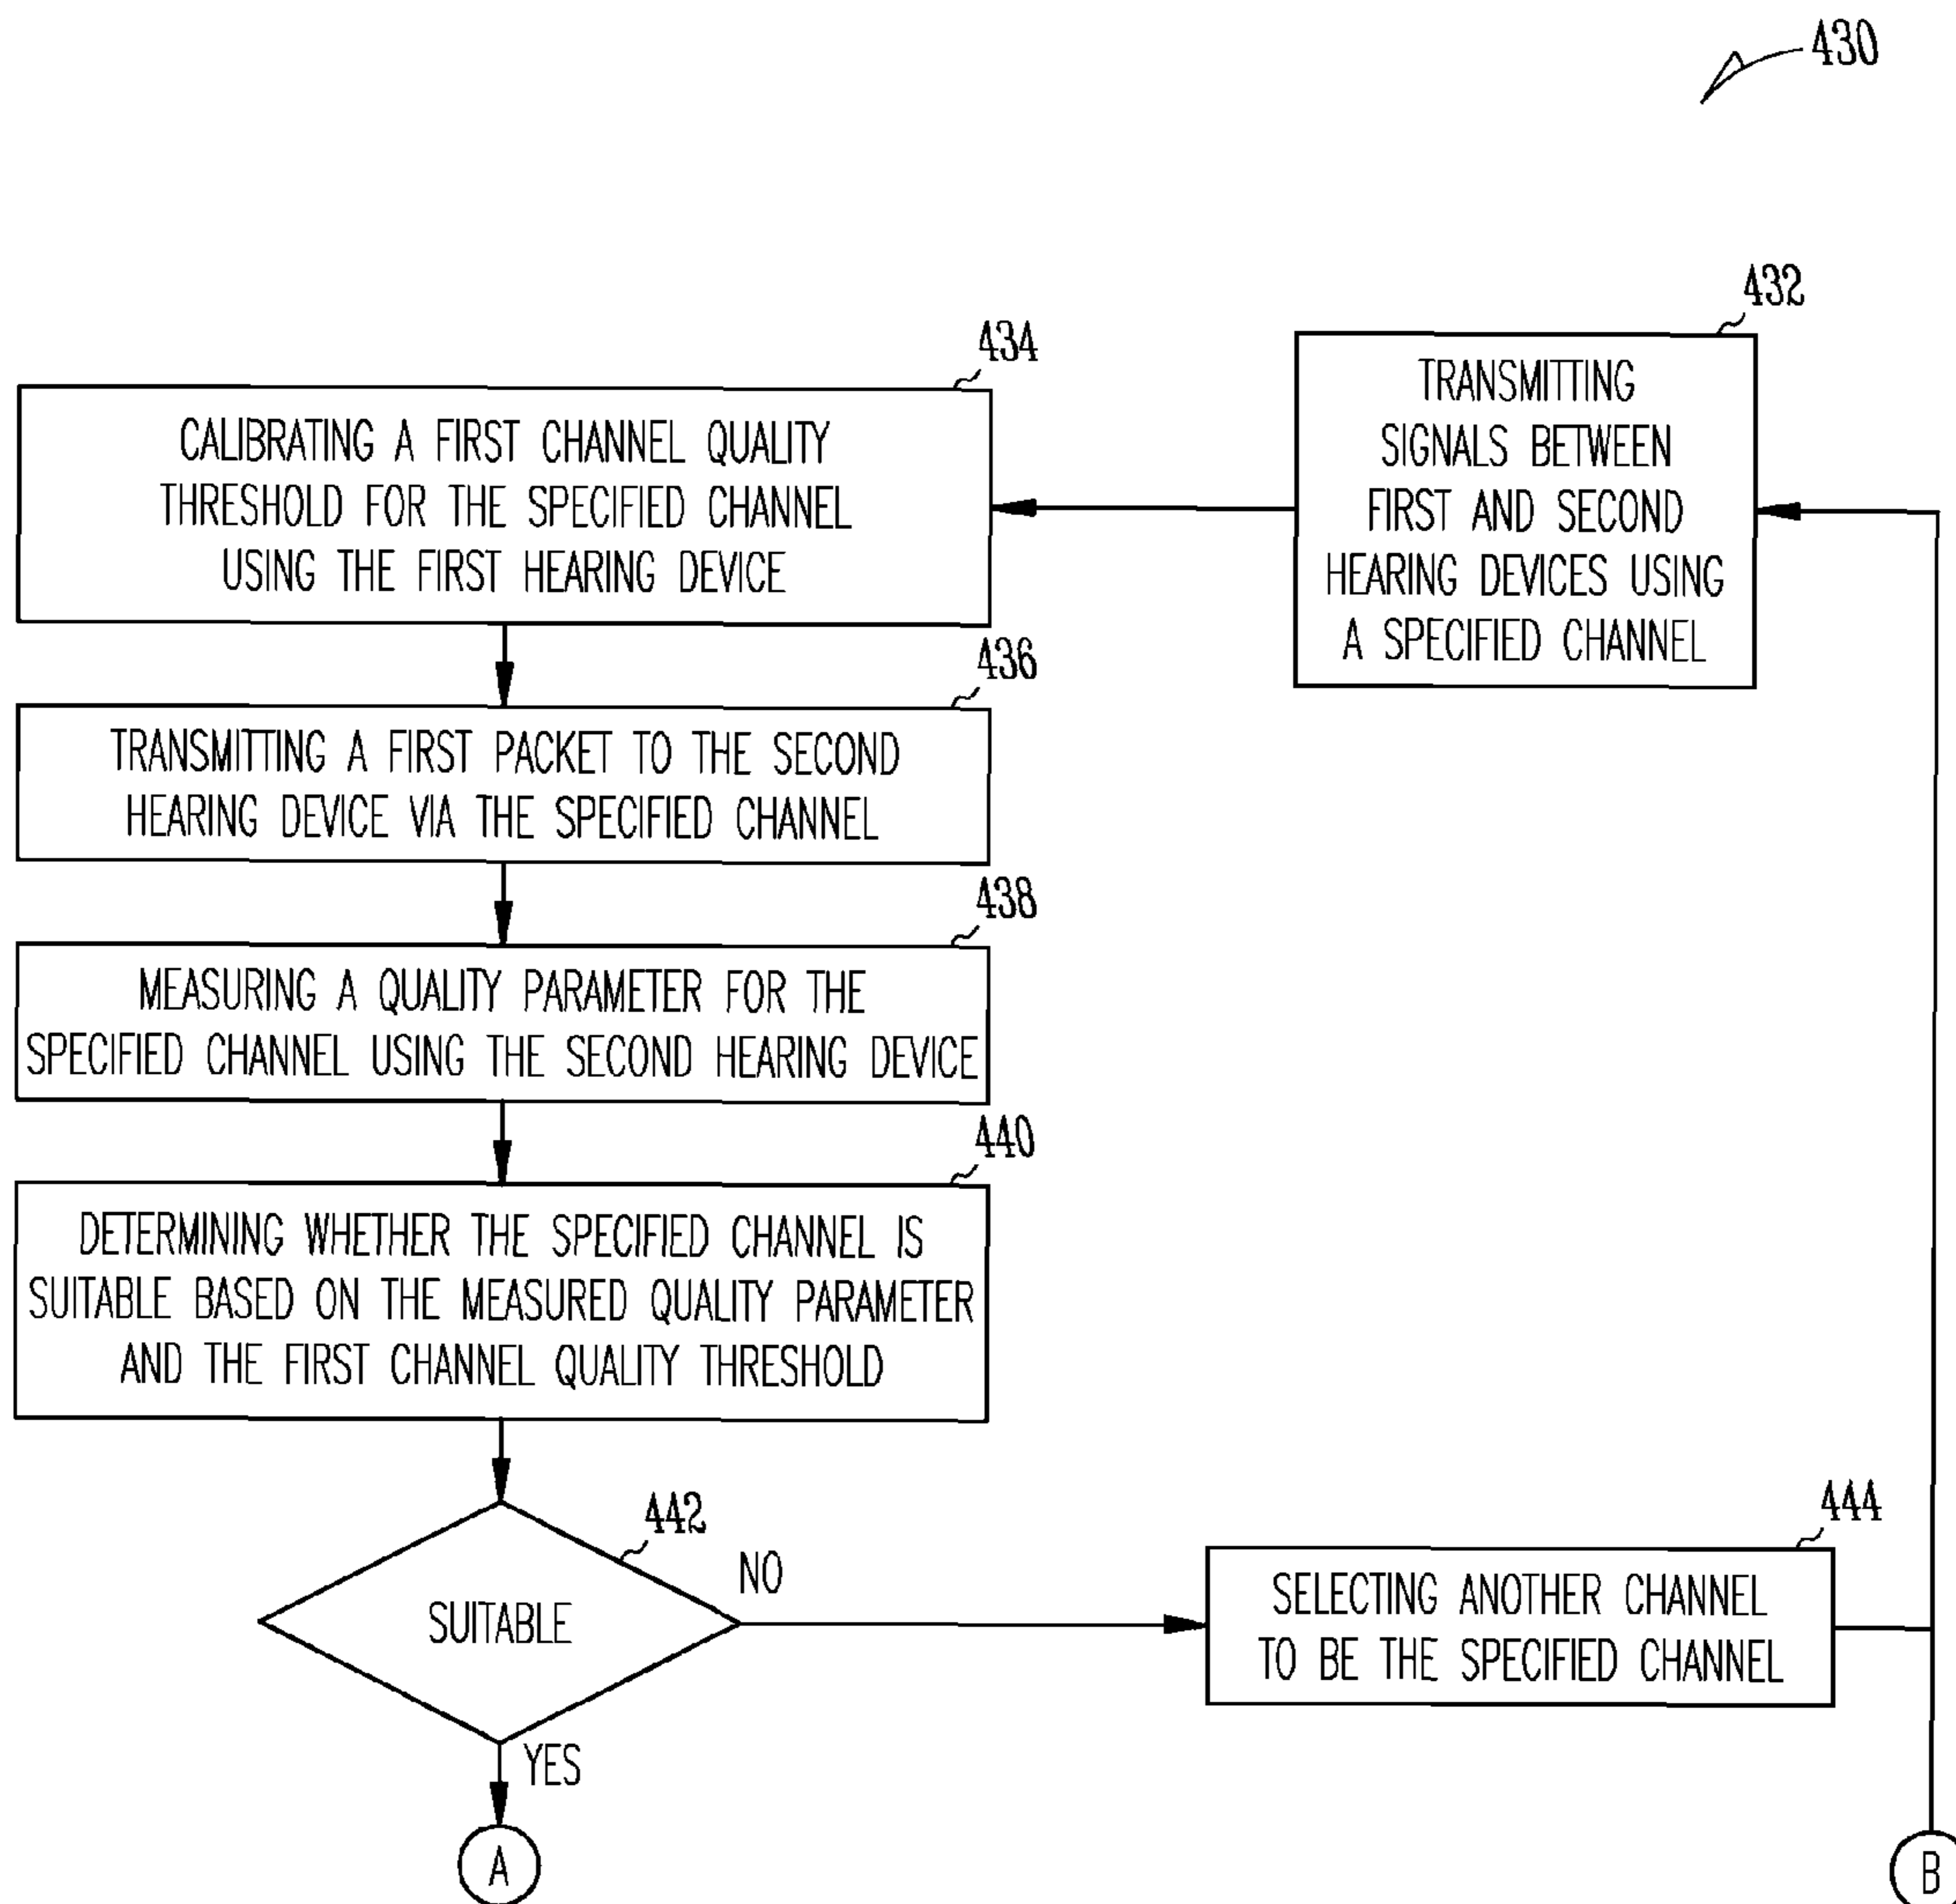 430
432
TRANSMITTING
SIGNALS BETWEEN
FIRST AND SECOND
HEARING DEVICES USING
A SPECIFIED CHANNEL
434
CALIBRATING A FIRST CHANNEL QUALITY
THRESHOLD FOR THE SPECIFIED CHANNEL
USING THE FIRST HEARING DEVICE
436
TRANSMITTING A FIRST PACKET TO THE SECOND
HEARING DEVICE VIA THE SPECIFIED CHANNEL
438
MEASURING A QUALITY PARAMETER FOR THE
SPECIFIED CHANNEL USING THE SECOND HEARING DEVICE
440
DETERMINING WHETHER THE SPECIFIED CHANNEL IS
SUITABLE BASED ON THE MEASURED QUALITY PARAMETER
AND THE FIRST CHANNEL QUALITY THRESHOLD
442
SUITABLE
NO
444
SELECTING ANOTHER CHANNEL
TO BE THE SPECIFIED CHANNEL
YES
A
B